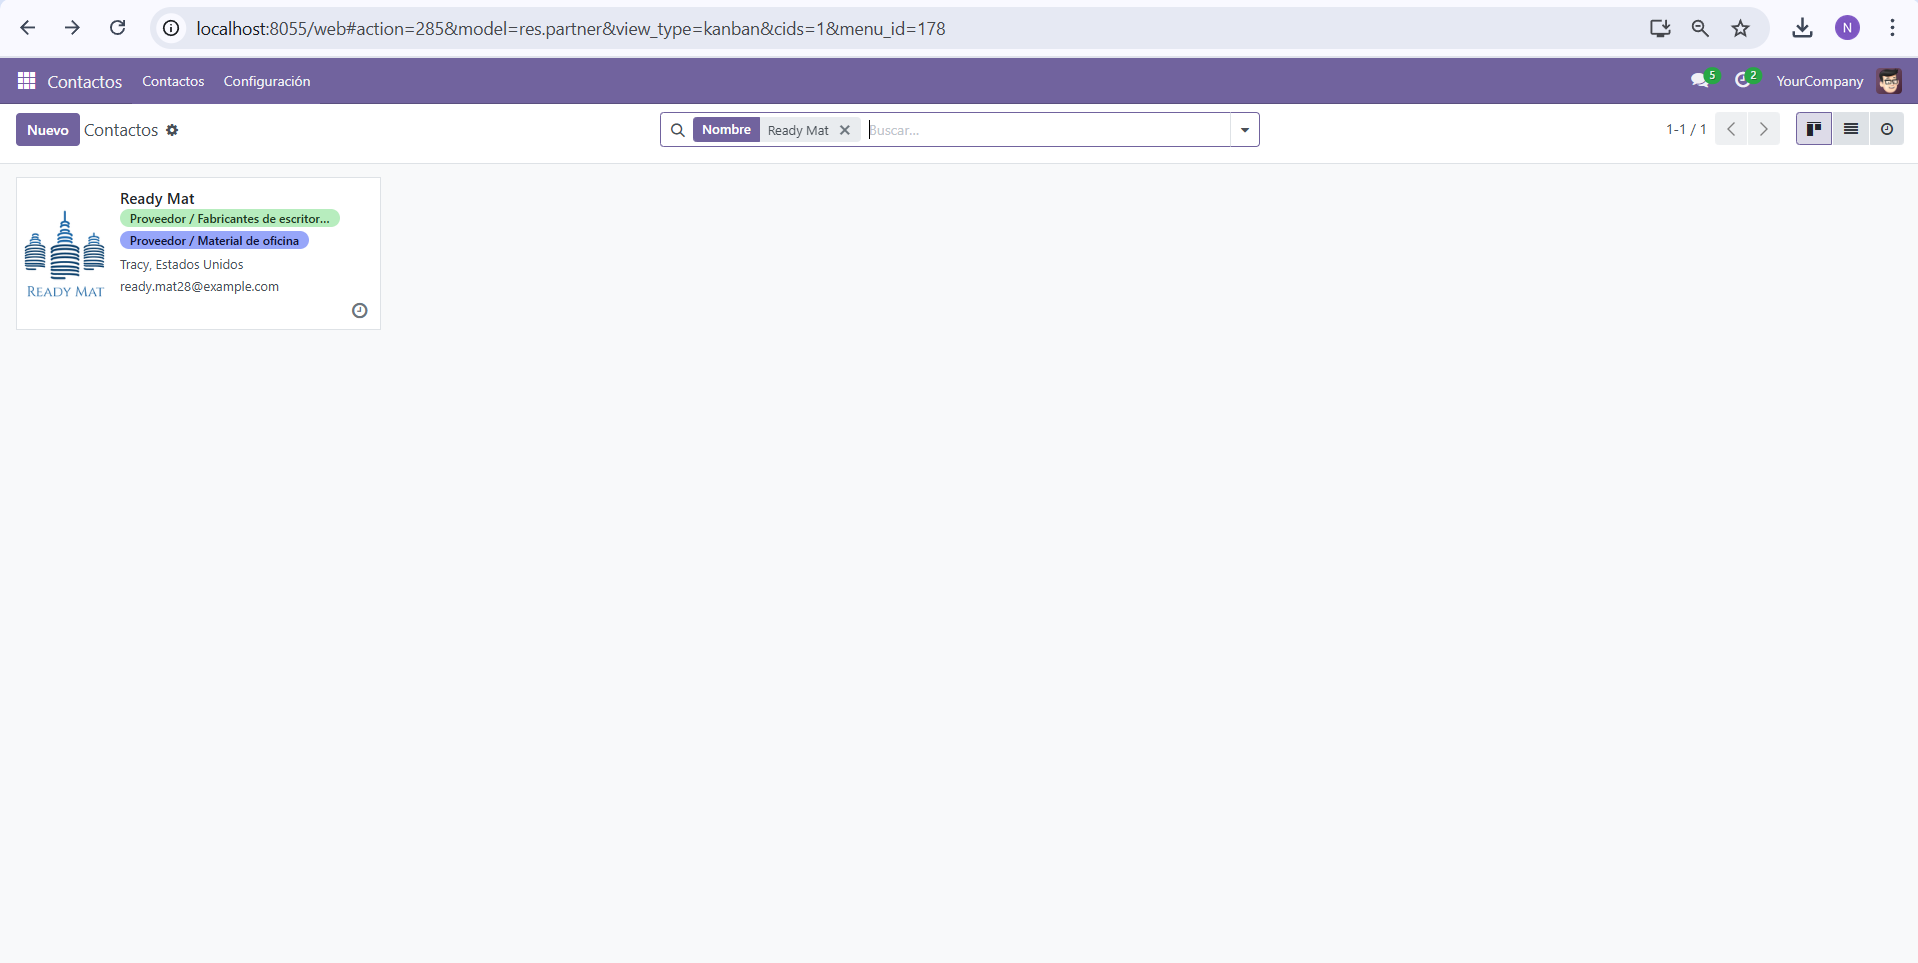 localhost:8055/web#action=285&model=res.partner&view_type=kanban&cids=1&menu_id=178
N
Contactos Contactos Configuración 5 2 YourCompany
Nuevo Contactos Nombre Ready Mat Buscar... 1-1 / 1
Ready Mat
Proveedor / Fabricantes de escritor...
Proveedor / Material de oficina
Tracy, Estados Unidos
ready.mat28@example.com
READY MAT